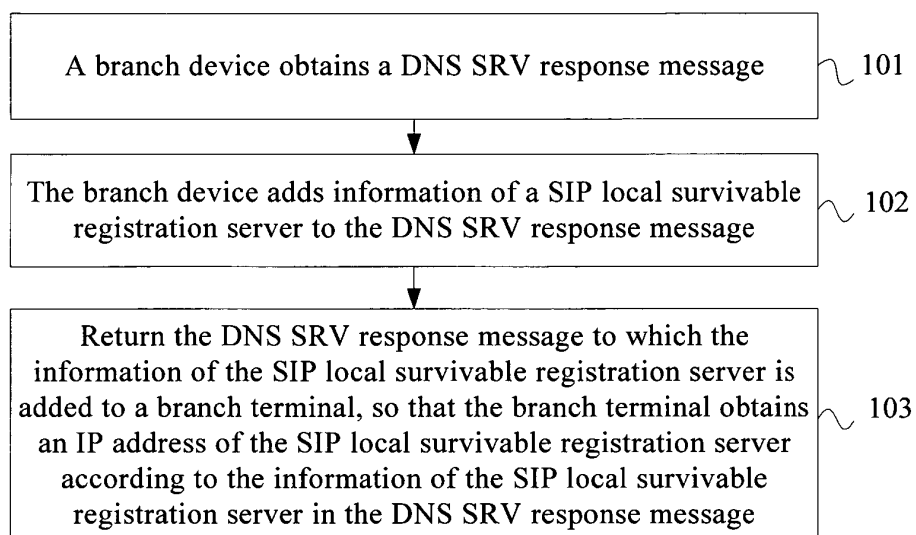 A branch device obtains a DNS SRV response message
101
The branch device adds information of a SIP local survivable
registration server to the DNS SRV response message
102
Return the DNS SRV response message to which the
information of the SIP local survivable registration server is
added to a branch terminal, so that the branch terminal obtains
an IP address of the SIP local survivable registration server
according to the information of the SIP local survivable
registration server in the DNS SRV response message
103